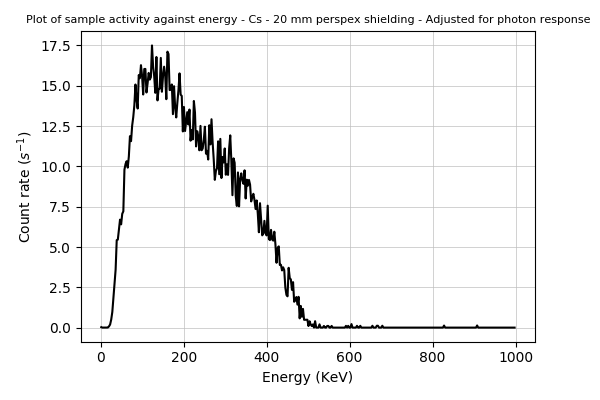 Plot of sample activity against energy - Cs - 20 mm perspex shielding - Adjusted for photon response
17.5
15.0
12.5
10.0
7.5
5.0
2.5
0.0
Count rate (s⁻¹)
0 200 400 600 800 1000
Energy (KeV)